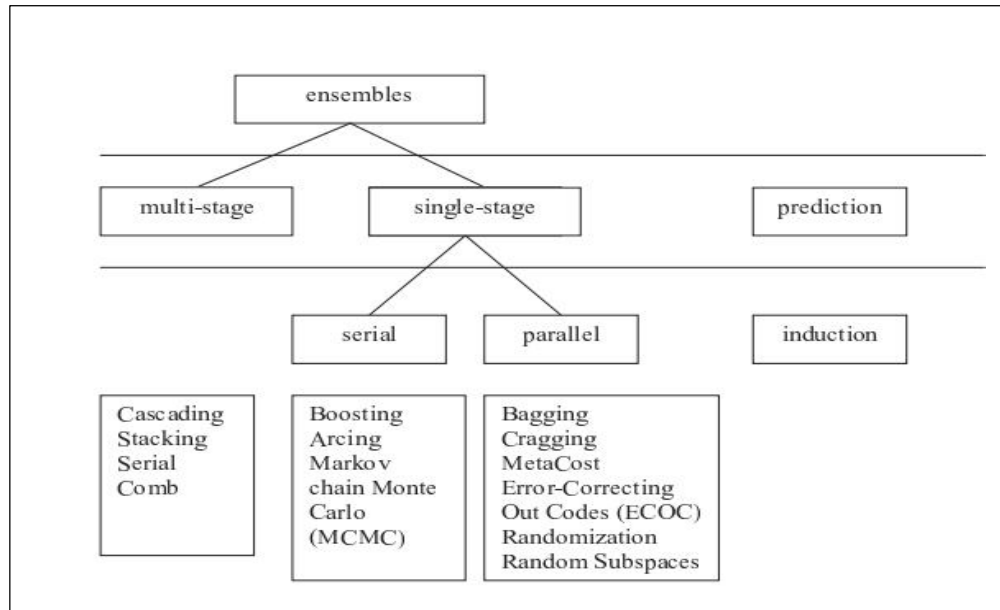 ensembles
multi-stage
single-stage
prediction
serial
parallel
induction
Cascading
Stacking
Serial
Comb
Boosting
Arcing
Markov
chain Monte
Carlo
(MCMC)
Bagging
Cragging
MetaCost
Error-Correcting
Out Codes (ECOC)
Randomization
Random Subspaces